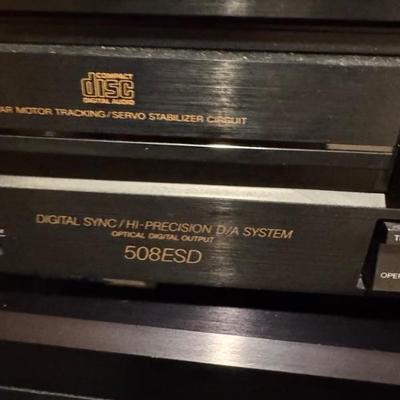 COMPACT
disc
DIGITAL AUDIO
MOTOR TRACKING/SERVO STABILIZER CIRCUIT
DIGITAL SYNC/HI-PRECISION D/A SYSTEM
OPTICAL DIGITAL OUTPUT
508ESD